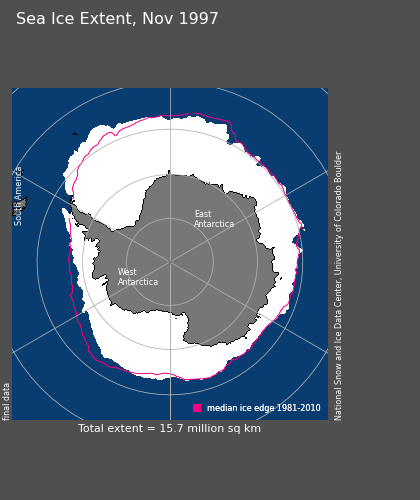 Sea Ice Extent, Nov 1997
South America
East
Antarctica
West
Antarctica
National Snow and Ice Data Center, University of Colorado Boulder
final data
median ice edge 1981-2010
Total extent = 15.7 million sq km